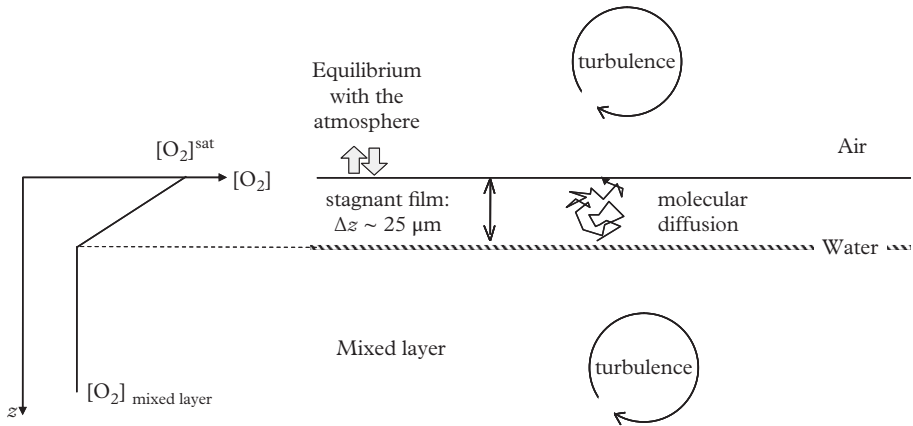 turbulence
Equilibrium
with the
atmosphere
[O₂]ˢᵃᵗ
Air
[O₂]
stagnant film:
Δz ~ 25 μm
molecular
diffusion
Water
Mixed layer
turbulence
[O₂] mixed layer
z